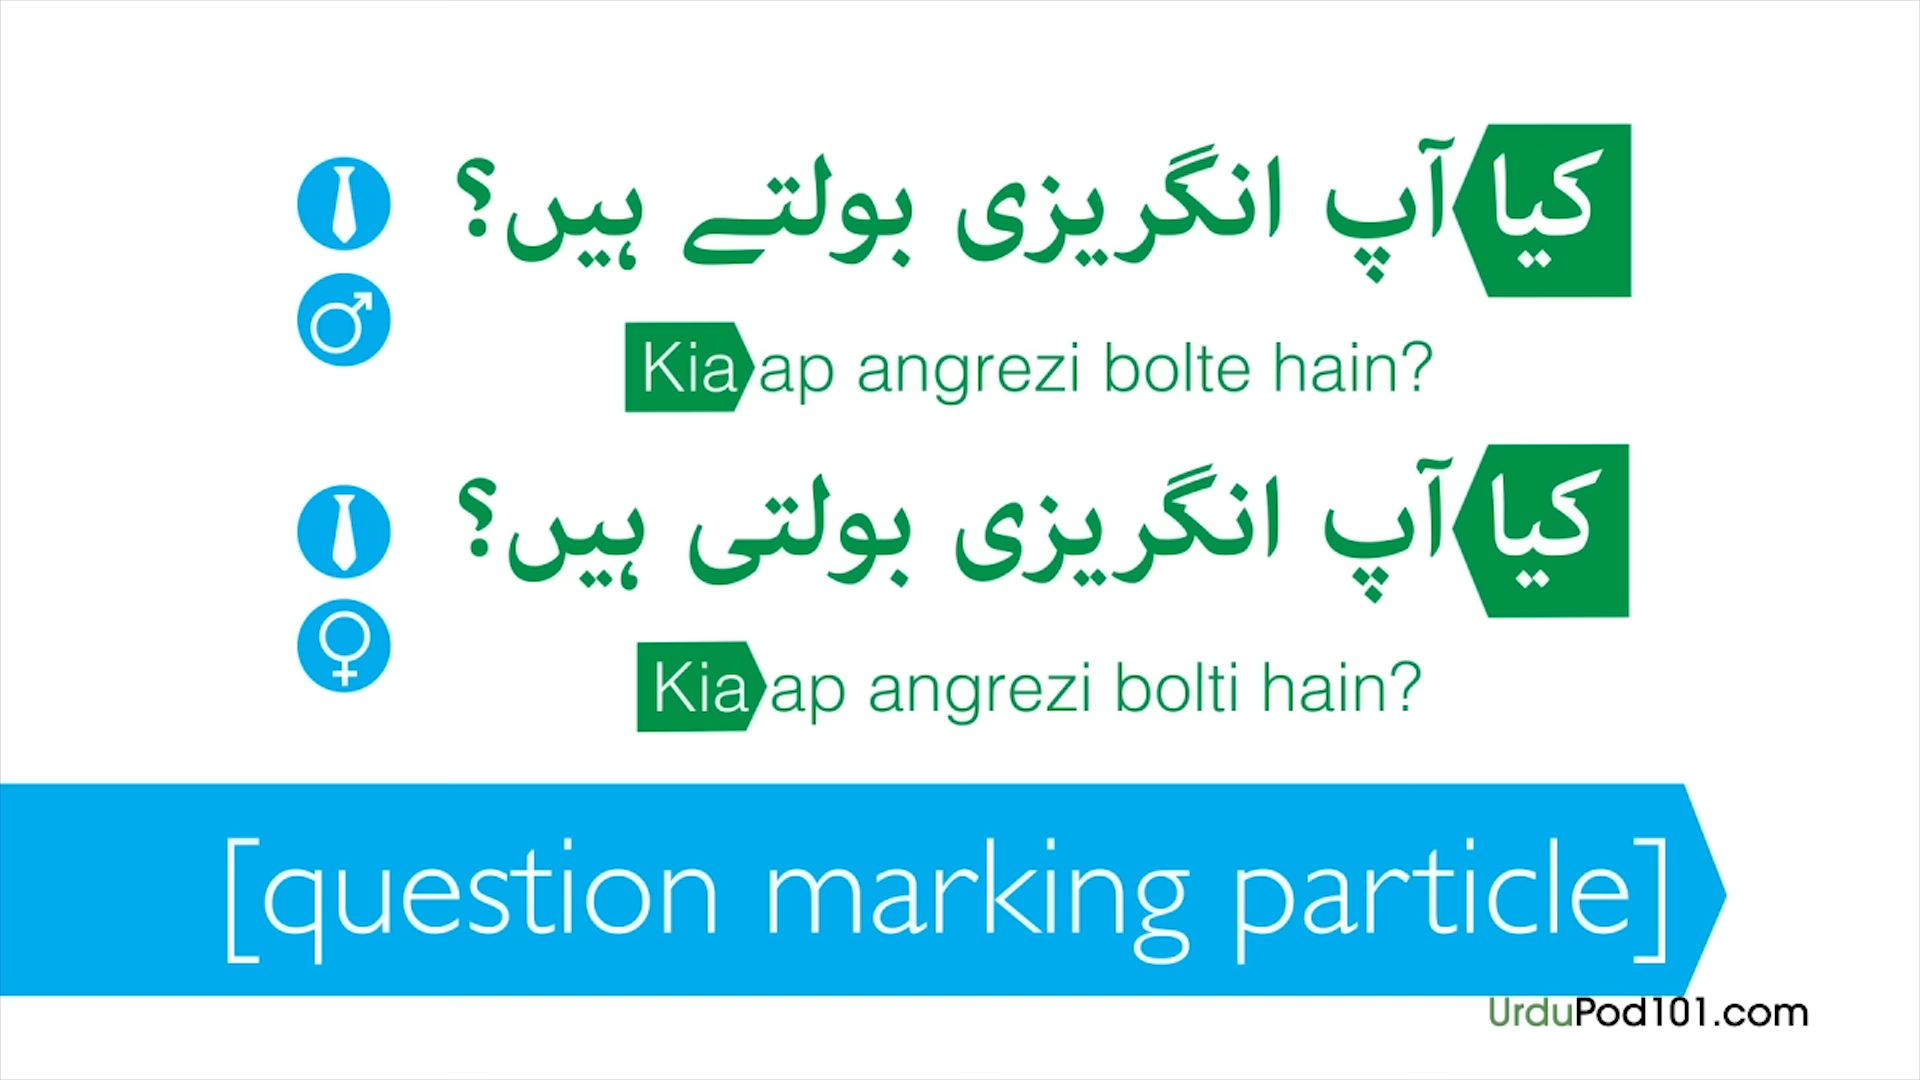 کیا آپ انگریزی بولتے ہیں؟
Kia ap angrezi bolte hain?
کیا آپ انگریزی بولتی ہیں؟
Kia ap angrezi bolti hain?
[question marking particle]
UrduPod101.com